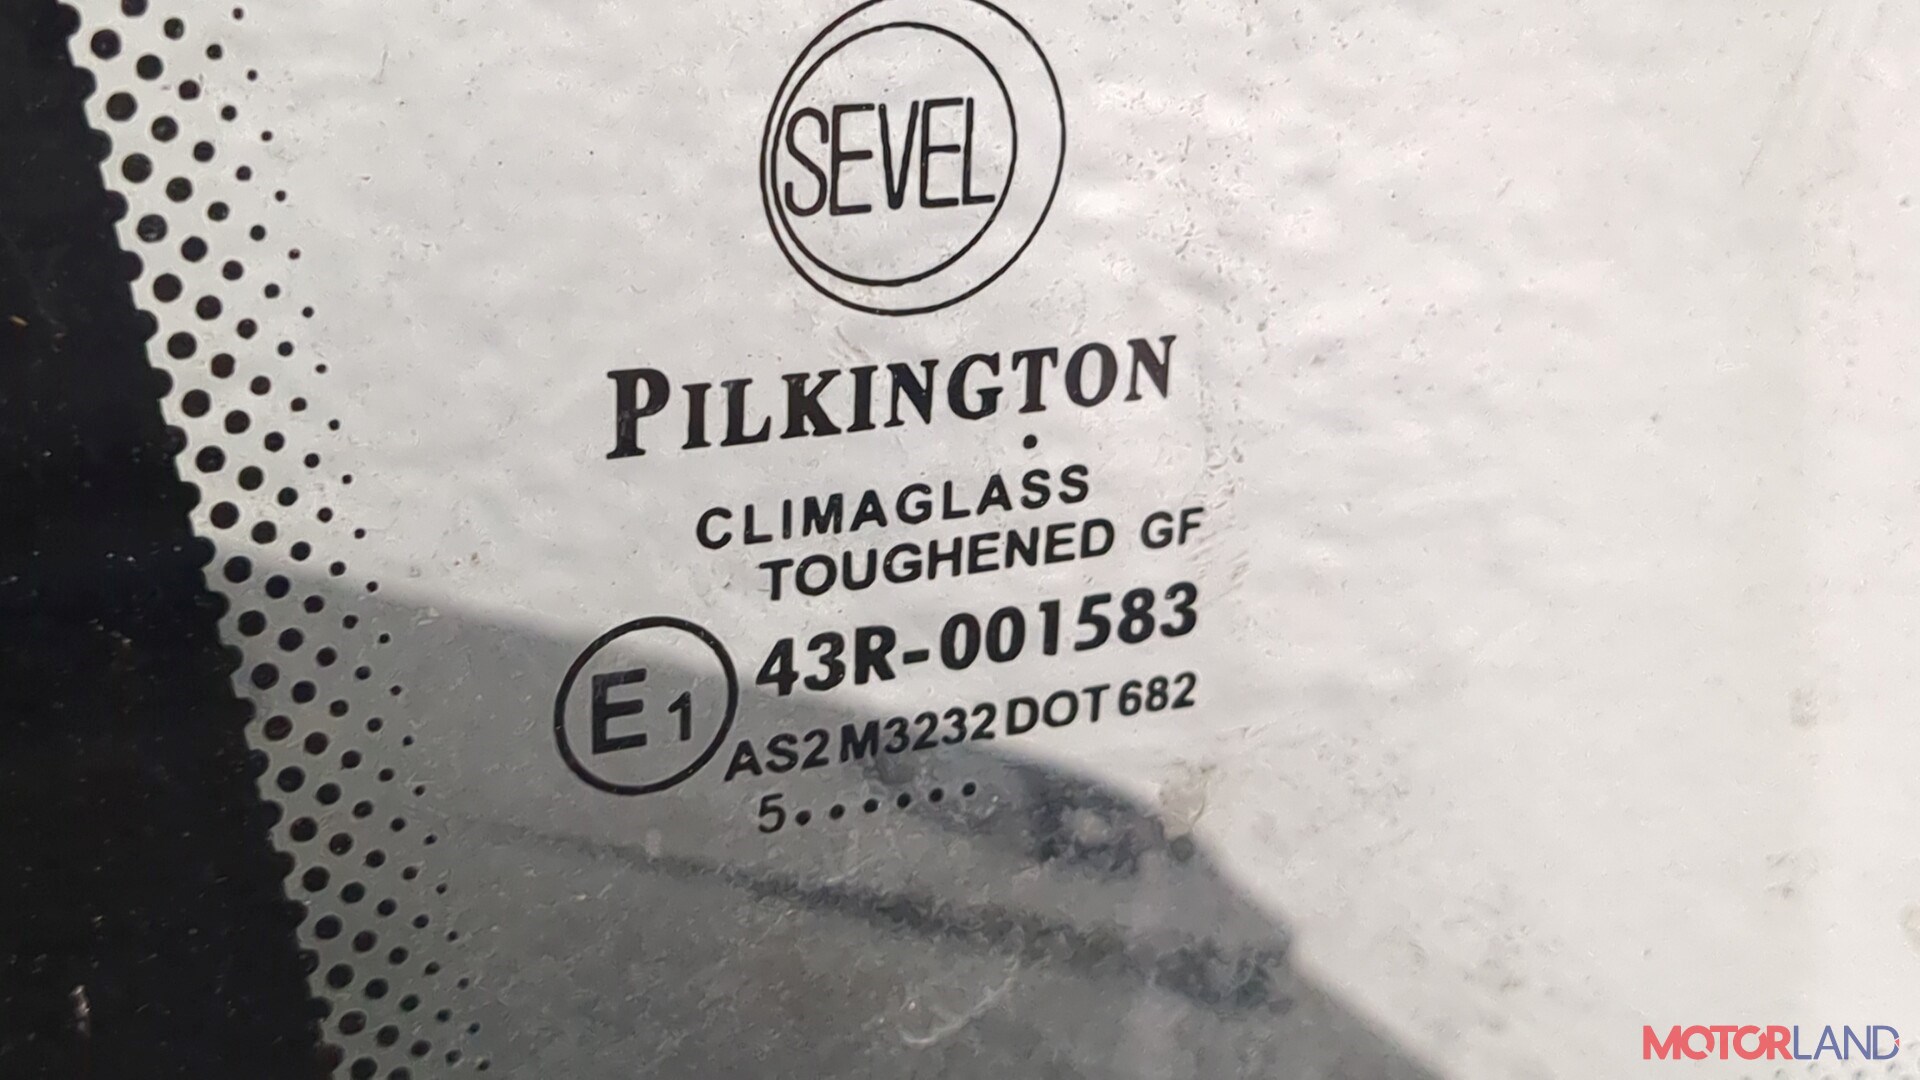 SEVEL
PILKINGTON
CLIMAGLASS
TOUGHENED GF
E1
43R-001583
AS2 M3232 DOT 682
5••••••
MOTORLAND